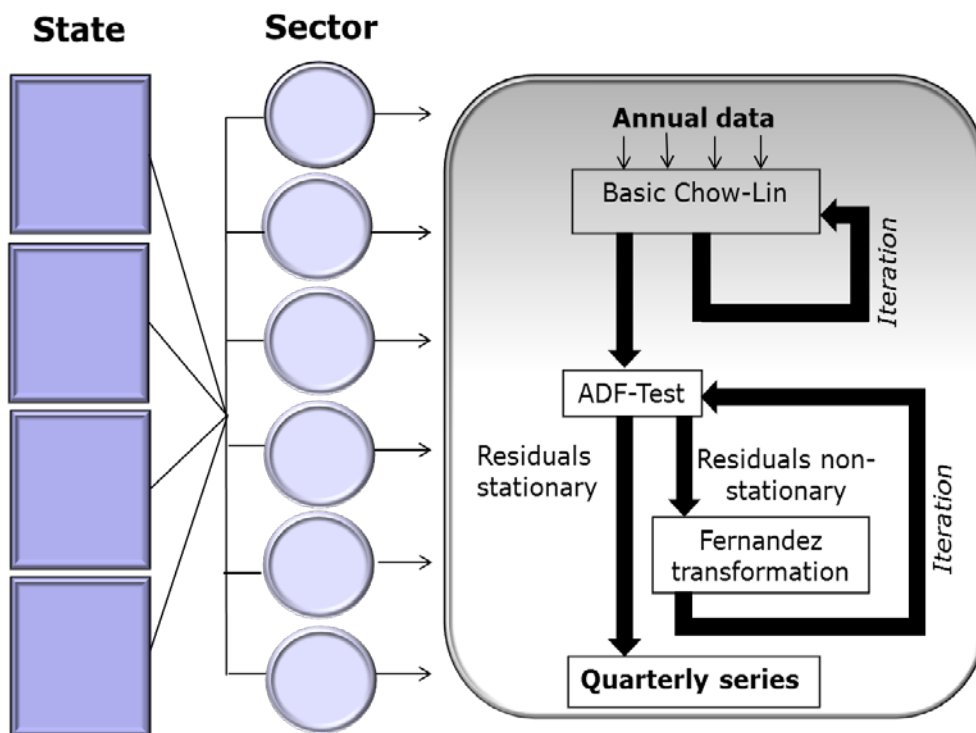 State
Sector
Annual data
Basic Chow-Lin
Iteration
ADF-Test
Residuals
stationary
Residuals non-
stationary
Fernandez
transformation
Iteration
Quarterly series